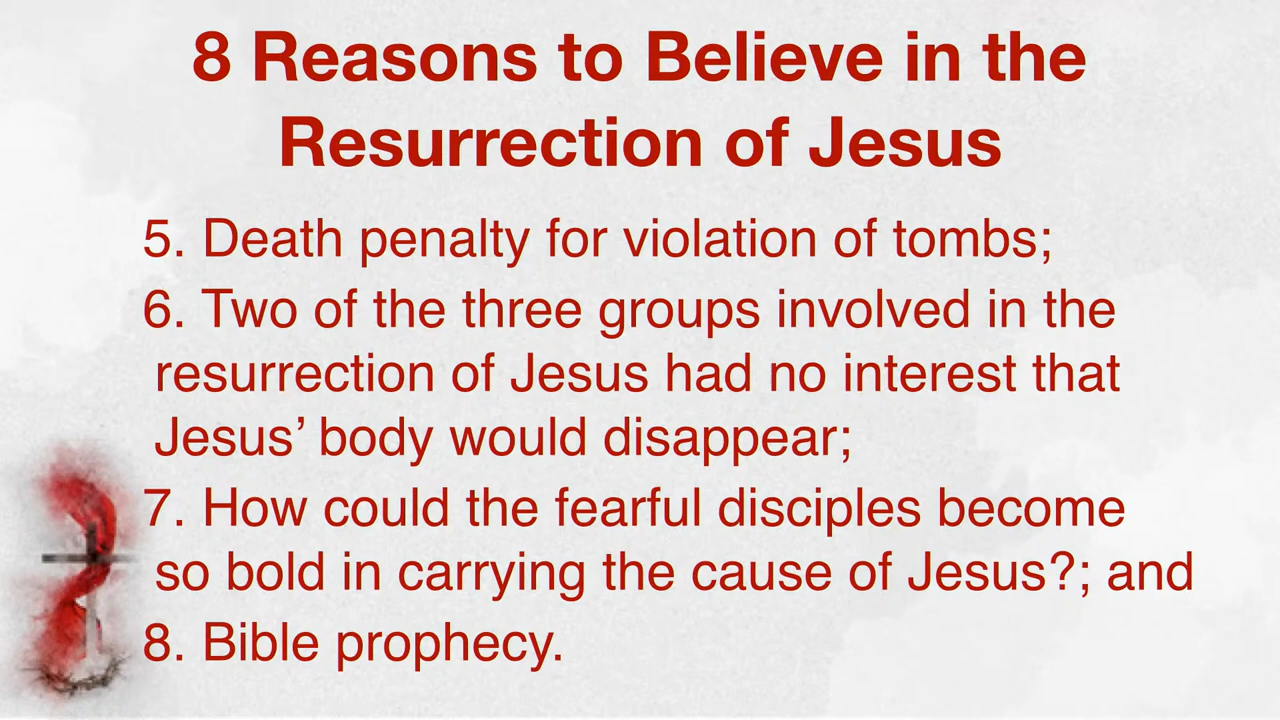 8 Reasons to Believe in the
Resurrection of Jesus
5. Death penalty for violation of tombs;
6. Two of the three groups involved in the
resurrection of Jesus had no interest that
Jesus’ body would disappear;
7. How could the fearful disciples become
so bold in carrying the cause of Jesus?; and
8. Bible prophecy.